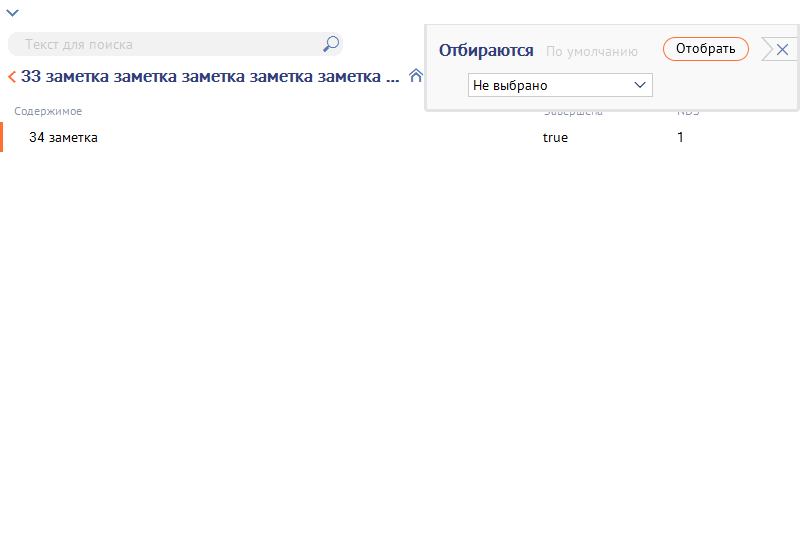 Текст для поиска
Отбираются По умолчанию Отобрать
33 заметка заметка заметка заметка заметка ...
Не выбрано
Содержимое Завершена NDS
34 заметка true 1